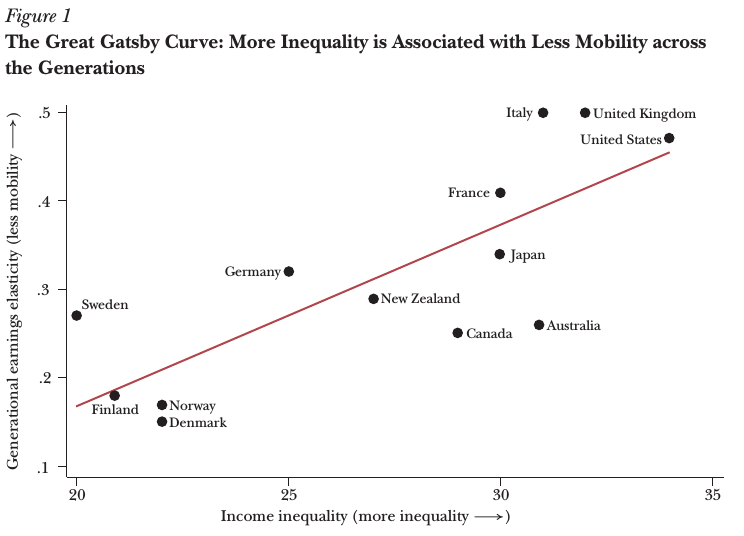 Figure 1
The Great Gatsby Curve: More Inequality is Associated with Less Mobility across
the Generations
Generational earnings elasticity (less mobility ⟶)
.5
.4
.3
.2
.1
Italy
United Kingdom
United States
France
Japan
Germany
New Zealand
Sweden
Australia
Canada
Finland
Norway
Denmark
20
25
30
35
Income inequality (more inequality ⟶)